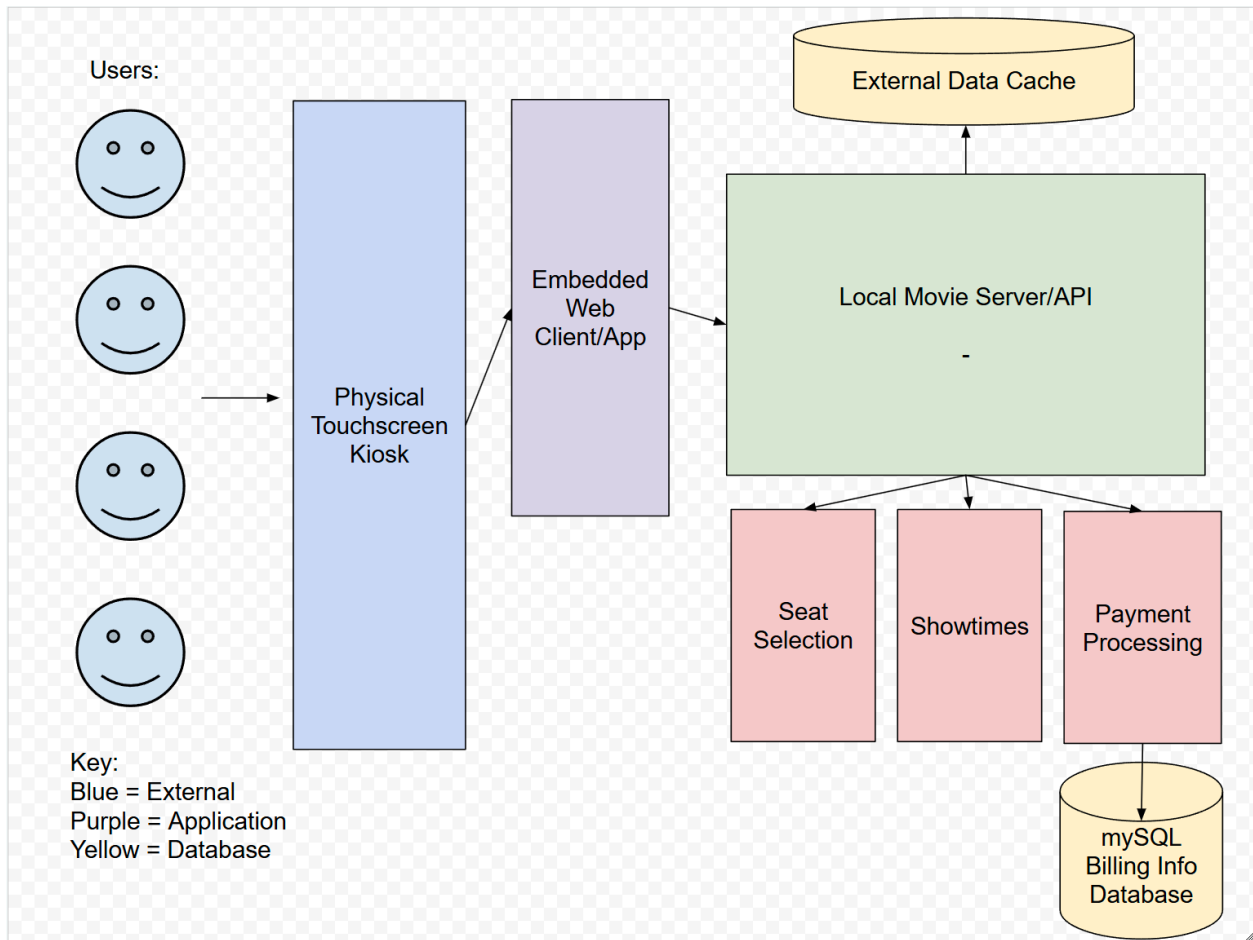 Users:
External Data Cache
Embedded
Web
Client/App
Local Movie Server/API
-
Physical
Touchscreen
Kiosk
Seat
Selection
Showtimes
Payment
Processing
Key:
Blue = External
Purple = Application
Yellow = Database
mySQL
Billing Info
Database